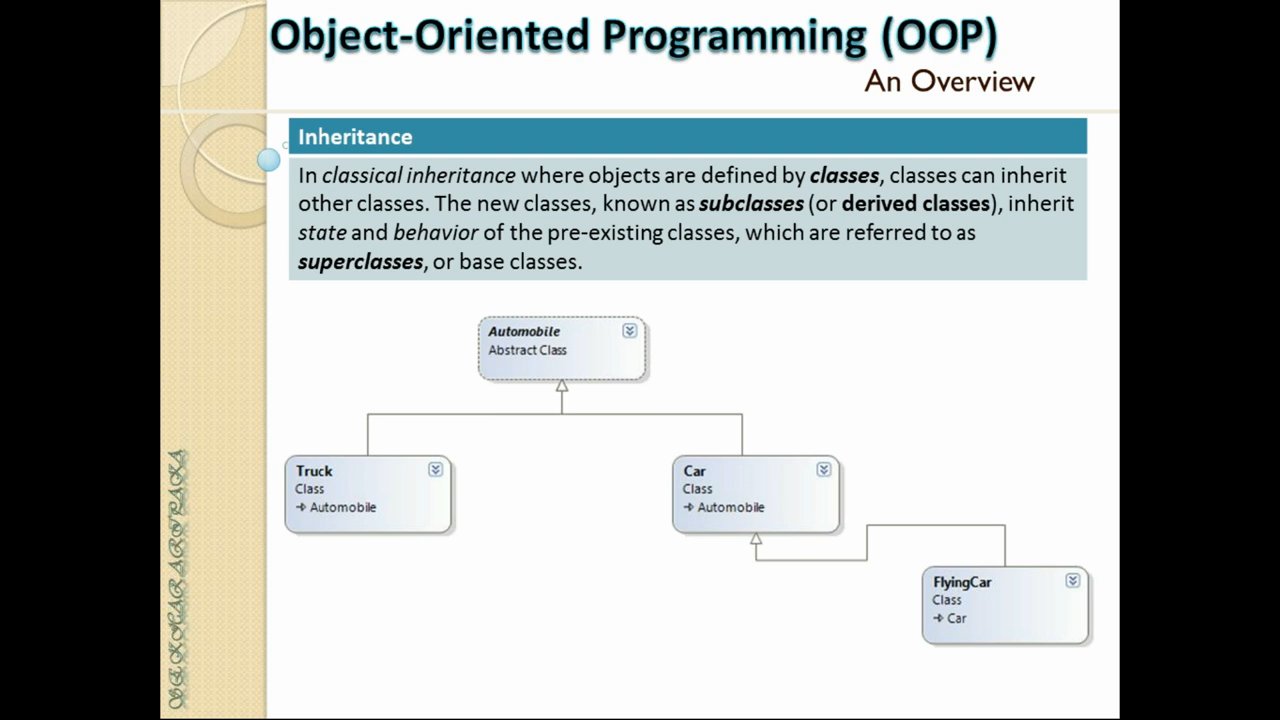 Object-Oriented Programming (OOP)
An Overview
Inheritance
In classical inheritance where objects are defined by classes, classes can inherit
other classes. The new classes, known as subclasses (or derived classes), inherit
state and behavior of the pre-existing classes, which are referred to as
superclasses, or base classes.
Automobile
Abstract Class
Truck
Class
Automobile
Car
Class
Automobile
FlyingCar
Class
Car